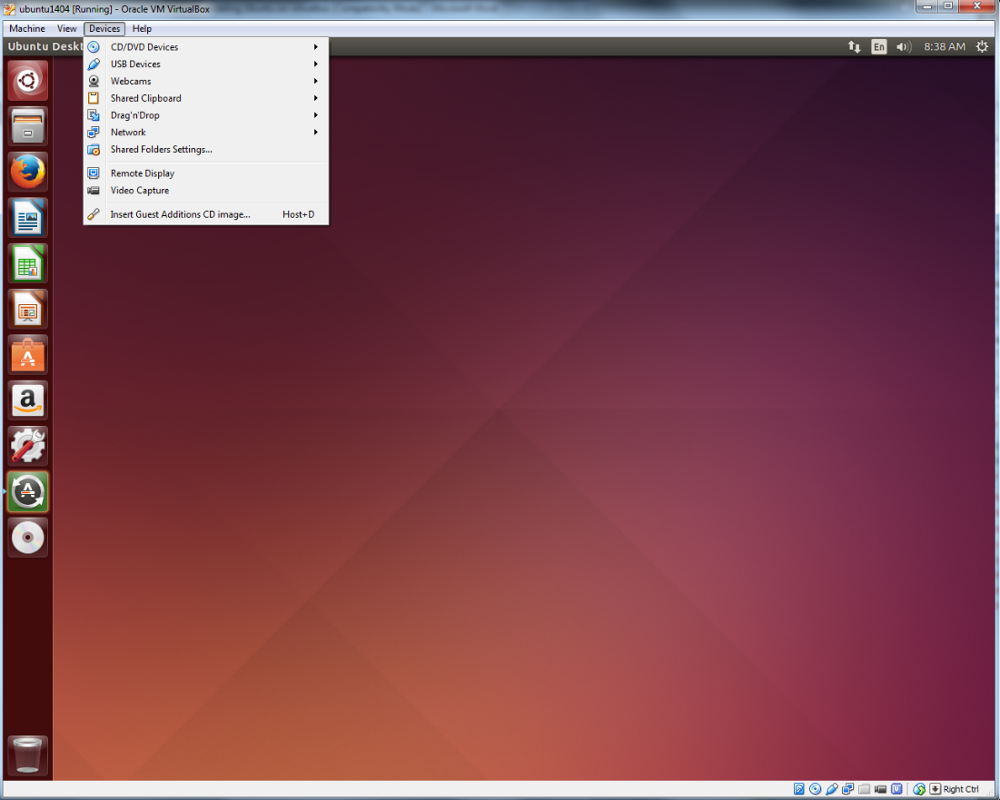 ubuntu1404 [Running] - Oracle VM VirtualBox
Machine View Devices Help
Ubuntu Deskt
En 8:38 AM
CD/DVD Devices
USB Devices
Webcams
Shared Clipboard
Drag'n'Drop
Network
Shared Folders Settings...
Remote Display
Video Capture
Insert Guest Additions CD image... Host+D
a
Right Ctrl